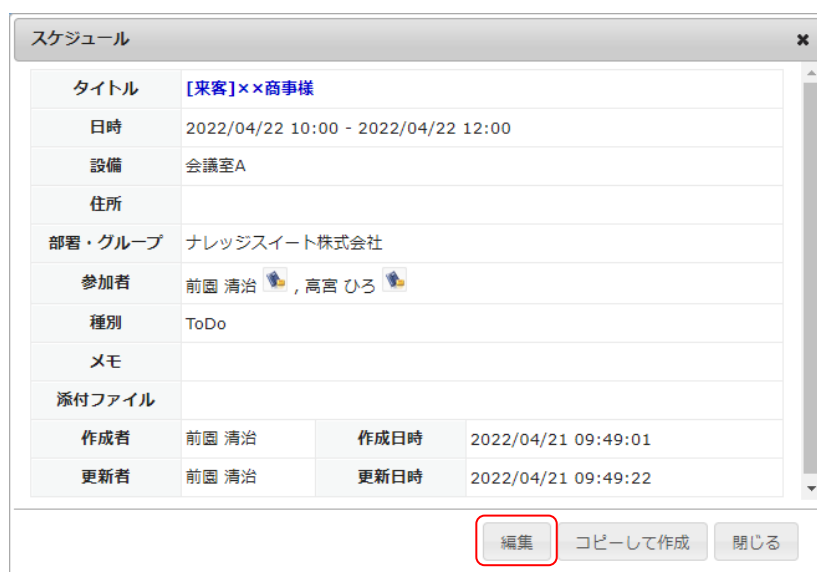 スケジュール
タイトル [来客]××商事様
日時 2022/04/22 10:00 - 2022/04/22 12:00
設備 会議室A
住所
部署・グループ ナレッジスイート株式会社
参加者 前園 清治 , 高宮 ひろ
種別 ToDo
メモ
添付ファイル
作成者 前園 清治 作成日時 2022/04/21 09:49:01
更新者 前園 清治 更新日時 2022/04/21 09:49:22
編集 コピーして作成 閉じる